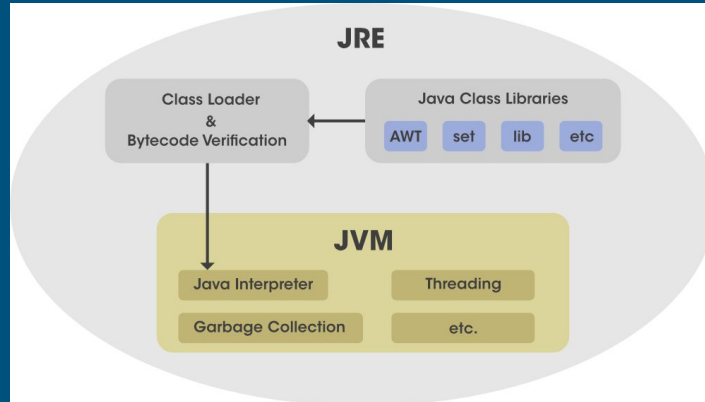 JRE
Class Loader
&
Bytecode Verification
Java Class Libraries
AWT set lib etc
JVM
Java Interpreter
Threading
Garbage Collection
etc.